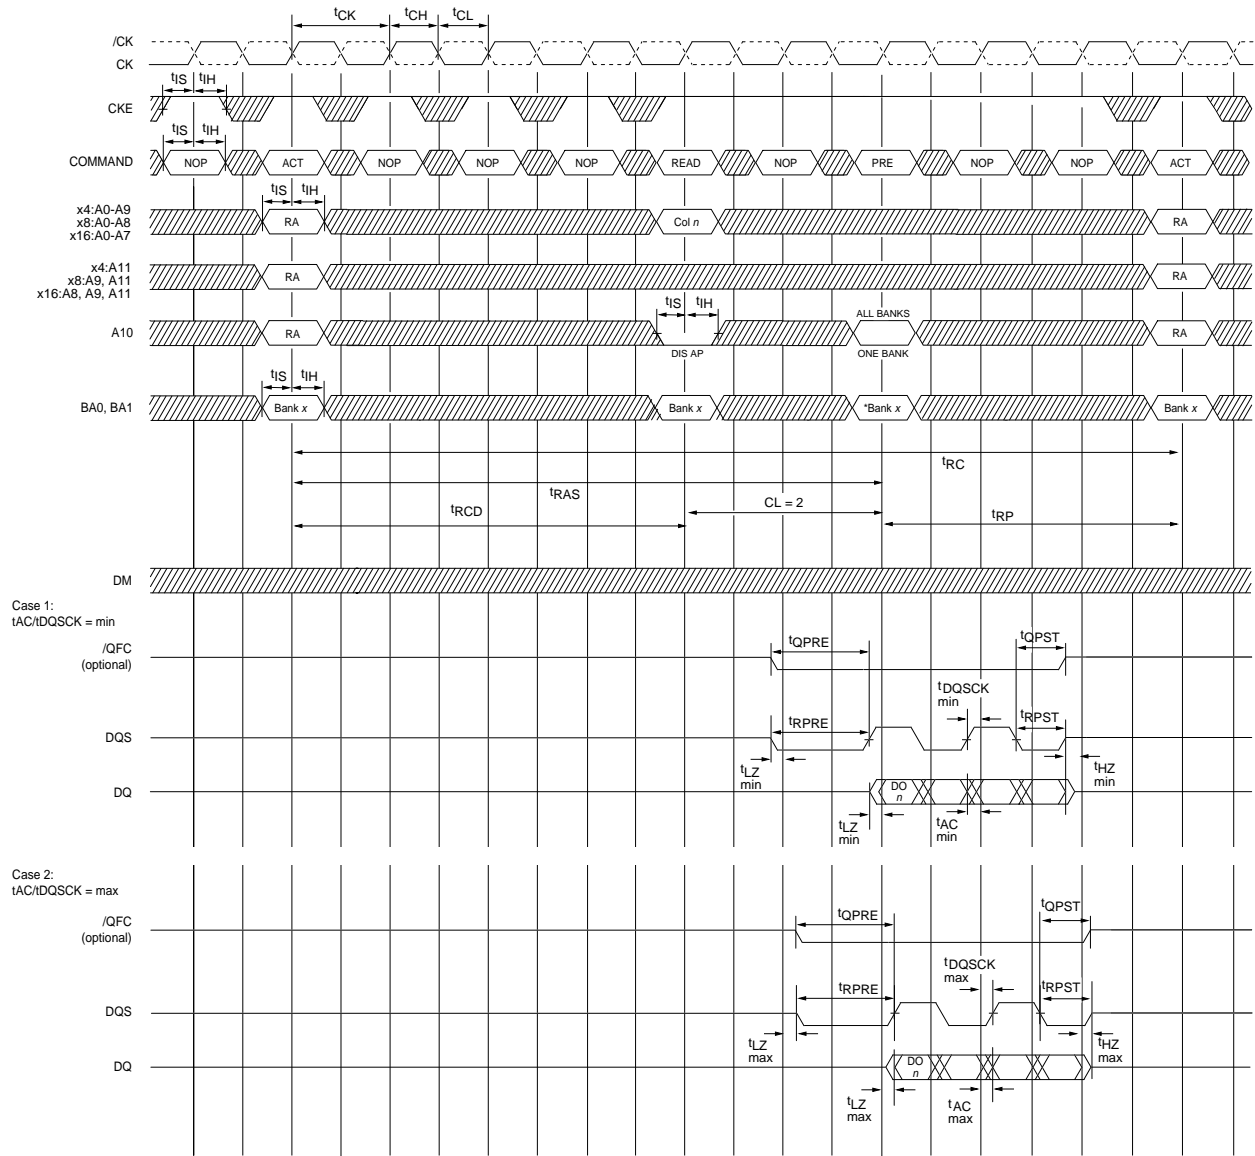 tCK
tCH
tCL
/CK
CK
tIS
tIH
CKE
tIS
tIH
COMMAND
NOP
ACT
NOP
NOP
NOP
READ
NOP
PRE
NOP
NOP
ACT
tIS
tIH
x4:A0-A9
x8:A0-A8
x16:A0-A7
RA
Col n
RA
x4:A11
x8:A9, A11
x16:A8, A9, A11
RA
RA
tIS
tIH
ALL BANKS
A10
RA
RA
DIS AP
ONE BANK
tIS
tIH
BA0, BA1
Bank x
Bank x
*Bank x
Bank x
tRC
tRAS
CL = 2
tRCD
tRP
DM
Case 1:
tAC/tDQSCK = min
/QFC
(optional)
tQPRE
tQPST
tDQSCK
min
DQS
tRPRE
tRPST
tLZ
min
tHZ
min
DQ
DO
n
tLZ
min
tAC
min
Case 2:
tAC/tDQSCK = max
/QFC
(optional)
tQPRE
tQPST
tDQSCK
max
DQS
tRPRE
tRPST
tLZ
max
tHZ
max
DQ
DO
n
tLZ
max
tAC
max